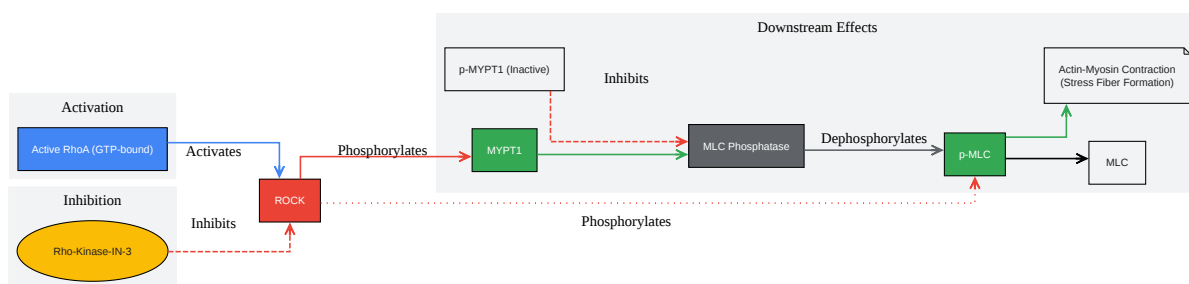 Downstream Effects
p-MYPT1 (Inactive)
Inhibits
Actin-Myosin Contraction
(Stress Fiber Formation)
Activation
Active RhoA (GTP-bound)
Activates
Phosphorylates
MYPT1
MLC Phosphatase
Dephosphorylates
p-MLC
MLC
Inhibition
Inhibits
ROCK
Phosphorylates
Rho-Kinase-IN-3